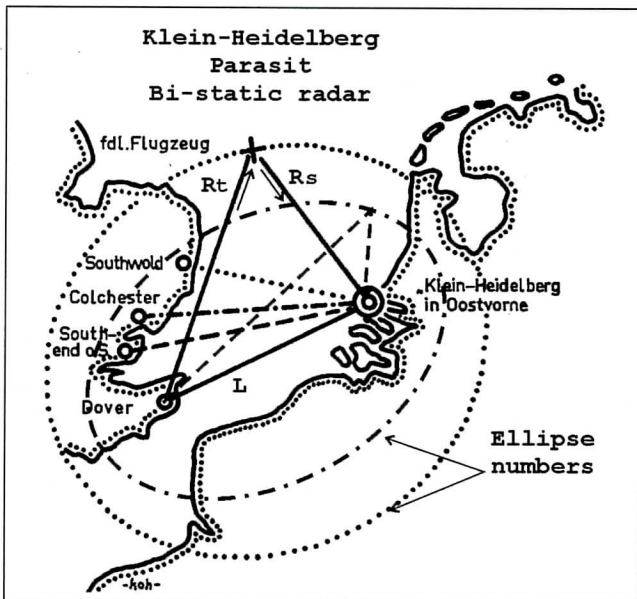 Klein-Heidelberg
Parasit
Bi-static radar
fdl.Flugzeug
Rt
Rs
Southwold
Colchester
South-
end o/S.
Dover
L
Klein-Heidelberg
in Oostvorne
Ellipse
numbers
-koh-